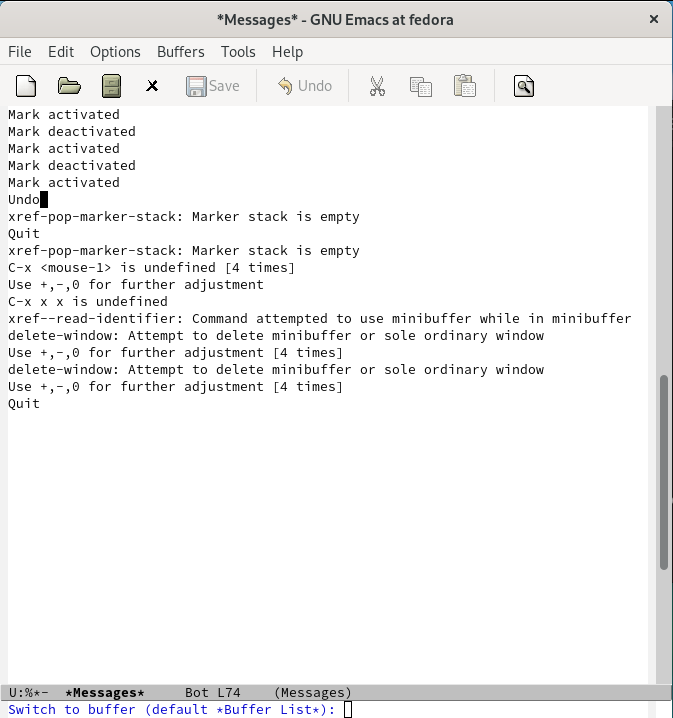 *Messages* - GNU Emacs at fedora
File Edit Options Buffers Tools Help
Save Undo
Mark activated
Mark deactivated
Mark activated
Mark deactivated
Mark activated
Undo
xref-pop-marker-stack: Marker stack is empty
Quit
xref-pop-marker-stack: Marker stack is empty
C-x <mouse-1> is undefined [4 times]
Use +,-,0 for further adjustment
C-x x x is undefined
xref--read-identifier: Command attempted to use minibuffer while in minibuffer
delete-window: Attempt to delete minibuffer or sole ordinary window
Use +,-,0 for further adjustment [4 times]
delete-window: Attempt to delete minibuffer or sole ordinary window
Use +,-,0 for further adjustment [4 times]
Quit
U:%*-  *Messages*     Bot L74    (Messages)
Switch to buffer (default *Buffer List*):